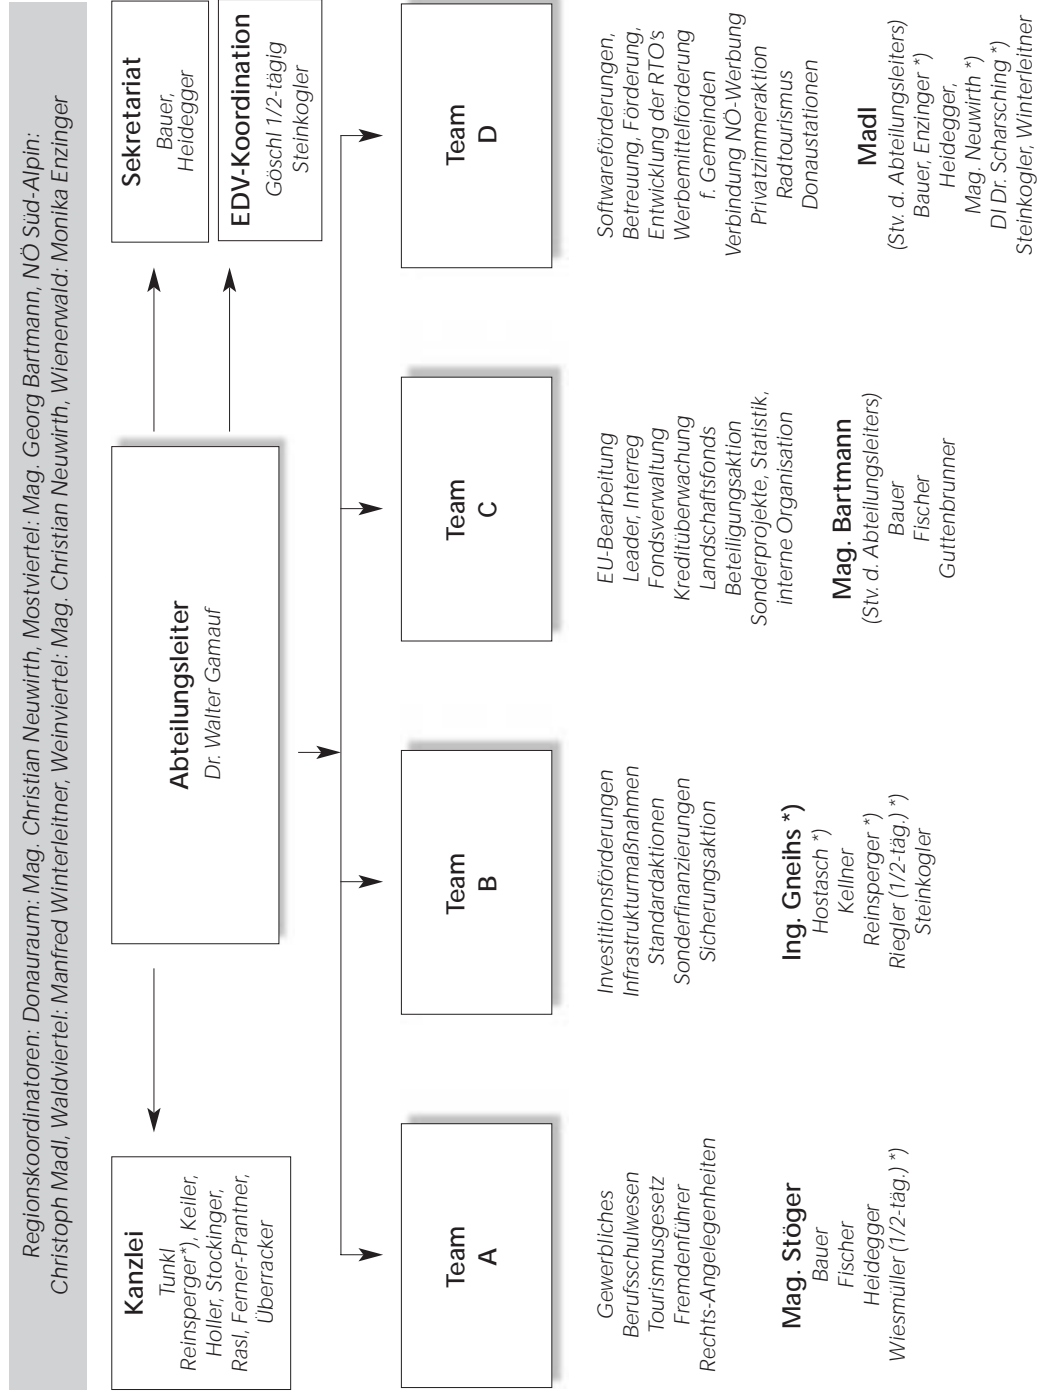 Regionskoordinatoren: Donauraum: Mag. Christian Neuwirth, Mostviertel: Mag. Georg Bartmann, NÖ Süd-Alpin:
Christoph Madl, Waldviertel: Manfred Winterleitner, Weinviertel: Mag. Christian Neuwirth, Wienerwald: Monika Enzinger
Kanzlei
Tunkl
Reinsperger*), Keiler,
Holler, Stockinger,
Rasl, Ferner-Prantner,
Überracker
Abteilungsleiter
Dr. Walter Gamauf
Sekretariat
Bauer,
Heidegger
EDV-Koordination
Göschl 1/2-tägig
Steinkogler
Team
A
Gewerbliches
Berufsschulwesen
Tourismusgesetz
Fremdenführer
Rechts-Angelegenheiten
Mag. Stöger
Bauer
Fischer
Heidegger
Wiesmüller (1/2-täg.) *)
Team
B
Investitionsförderungen
Infrastrukturmaßnahmen
Standardaktionen
Sonderfinanzierungen
Sicherungsaktion
Ing. Gneihs *)
Hostasch *)
Kellner
Reinsperger *)
Riegler (1/2-täg.) *)
Steinkogler
Team
C
EU-Bearbeitung
Leader, Interreg
Fondsverwaltung
Kreditüberwachung
Landschaftsfonds
Beteiligungsaktion
Sonderprojekte, Statistik,
interne Organisation
Mag. Bartmann
(Stv. d. Abteilungsleiters)
Bauer
Fischer
Guttenbrunner
Team
D
Softwareförderungen,
Betreuung, Förderung,
Entwicklung der RTO's
Werbemittelförderung
f. Gemeinden
Verbindung NÖ-Werbung
Privatzimmeraktion
Radtourismus
Donaustationen
Madl
(Stv. d. Abteilungsleiters)
Bauer, Enzinger *)
Heidegger,
Mag. Neuwirth *)
DI Dr. Scharsching *)
Steinkogler, Winterleitner